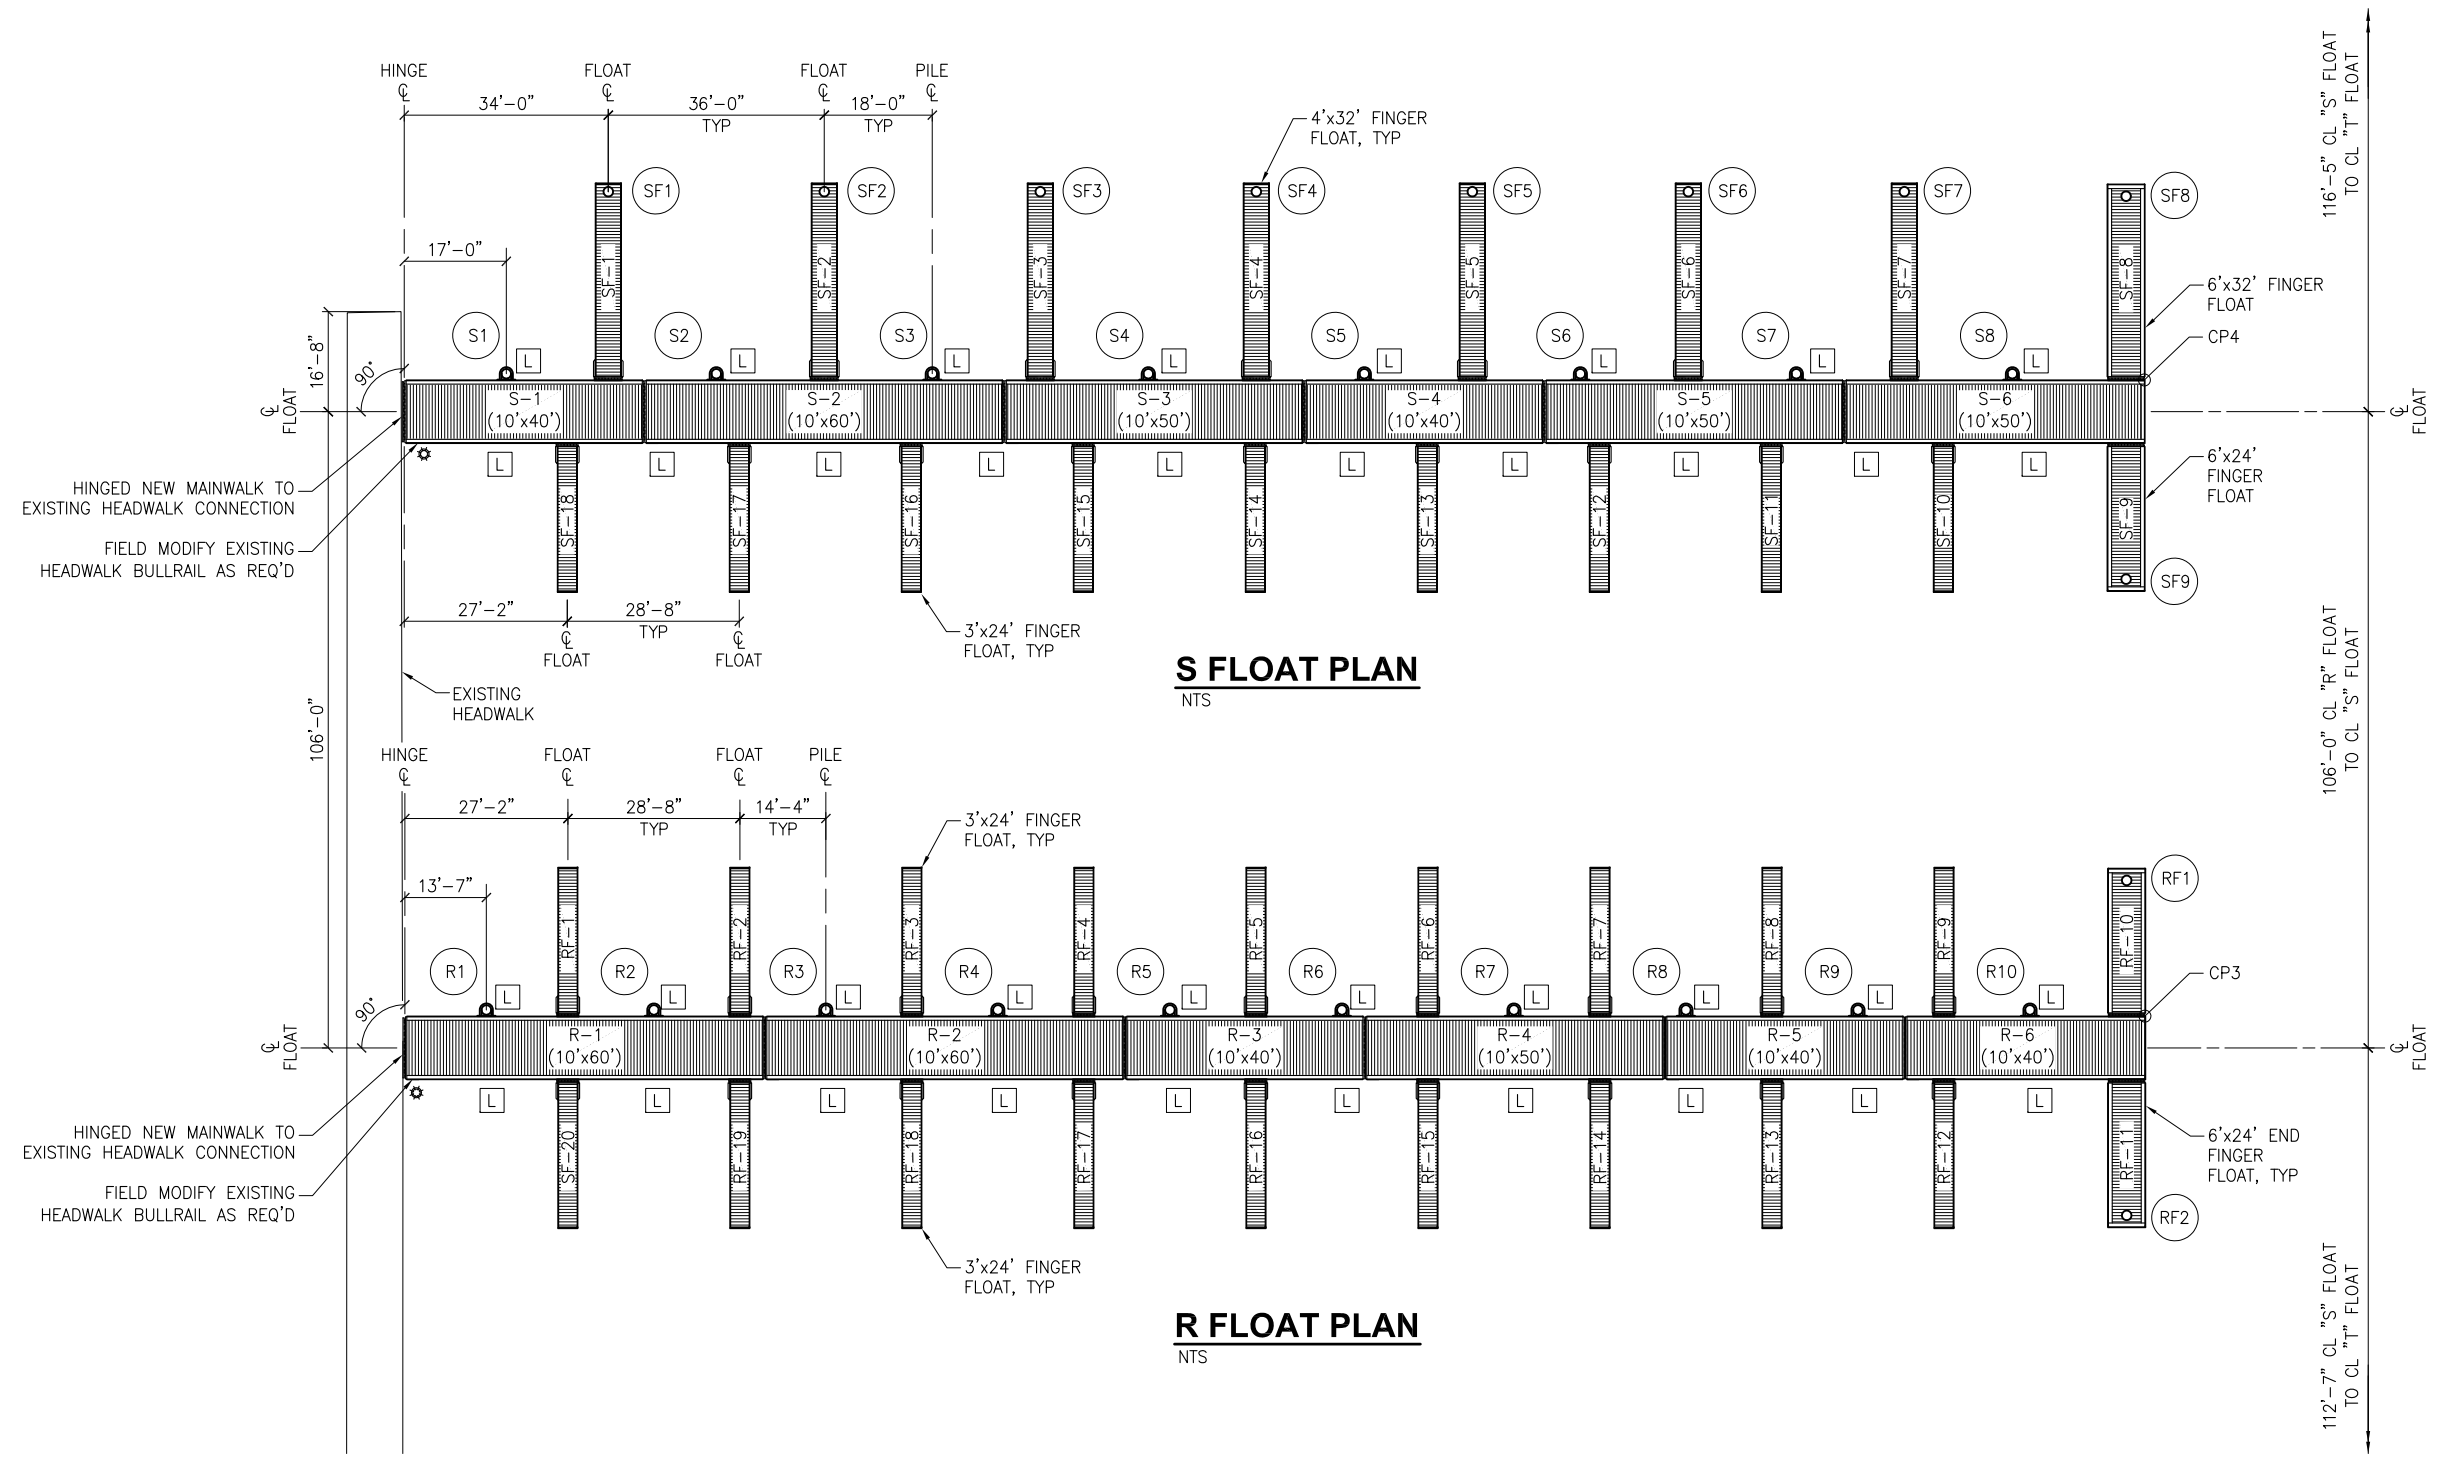 HINGE
℄
FLOAT
℄
FLOAT
℄
PILE
℄
34'-0"
36'-0"
TYP
18'-0"
TYP
4'x32' FINGER
FLOAT, TYP
116'-5" CL "S" FLOAT
TO CL "T" FLOAT
SF1
SF2
SF3
SF4
SF5
SF6
SF7
SF8
SF-1
SF-2
SF-3
SF-4
SF-5
SF-6
SF-7
SF-8
17'-0"
6'x32' FINGER
FLOAT
CP4
16'-8"
90°
S1
L
S2
L
S3
L
S4
L
S5
L
S6
L
S7
L
S8
L
℄
FLOAT
S-1
(10'x40')
S-2
(10'x60')
S-3
(10'x50')
S-4
(10'x40')
S-5
(10'x50')
S-6
(10'x50')
℄
FLOAT
L
L
L
L
L
L
L
L
L
L
6'x24'
FINGER
FLOAT
HINGED NEW MAINWALK TO
EXISTING HEADWALK CONNECTION
FIELD MODIFY EXISTING
HEADWALK BULLRAIL AS REQ'D
SF-18
SF-17
SF-16
SF-15
SF-14
SF-13
SF-12
SF-11
SF-10
SF-9
SF9
27'-2"
28'-8"
TYP
℄
FLOAT
℄
FLOAT
3'x24' FINGER
FLOAT, TYP
S FLOAT PLAN
NTS
EXISTING
HEADWALK
106'-0"
106'-0" CL "R" FLOAT
TO CL "S" FLOAT
HINGE
℄
FLOAT
℄
FLOAT
℄
PILE
℄
27'-2"
28'-8"
TYP
14'-4"
TYP
3'x24' FINGER
FLOAT, TYP
13'-7"
RF-1
RF-2
RF-3
RF-4
RF-5
RF-6
RF-7
RF-8
RF-9
RF-10
RF1
R1
L
R2
L
R3
L
R4
L
R5
L
R6
L
R7
L
R8
L
R9
L
R10
L
CP3
90°
℄
FLOAT
R-1
(10'x60')
R-2
(10'x60')
R-3
(10'x40')
R-4
(10'x50')
R-5
(10'x40')
R-6
(10'x40')
℄
FLOAT
L
L
L
L
L
L
L
L
L
L
HINGED NEW MAINWALK TO
EXISTING HEADWALK CONNECTION
FIELD MODIFY EXISTING
HEADWALK BULLRAIL AS REQ'D
SF-20
RF-19
RF-18
RF-17
RF-16
RF-15
RF-14
RF-13
RF-12
RF-11
RF2
6'x24' END
FINGER
FLOAT, TYP
3'x24' FINGER
FLOAT, TYP
R FLOAT PLAN
NTS
112'-7" CL "S" FLOAT
TO CL "T" FLOAT